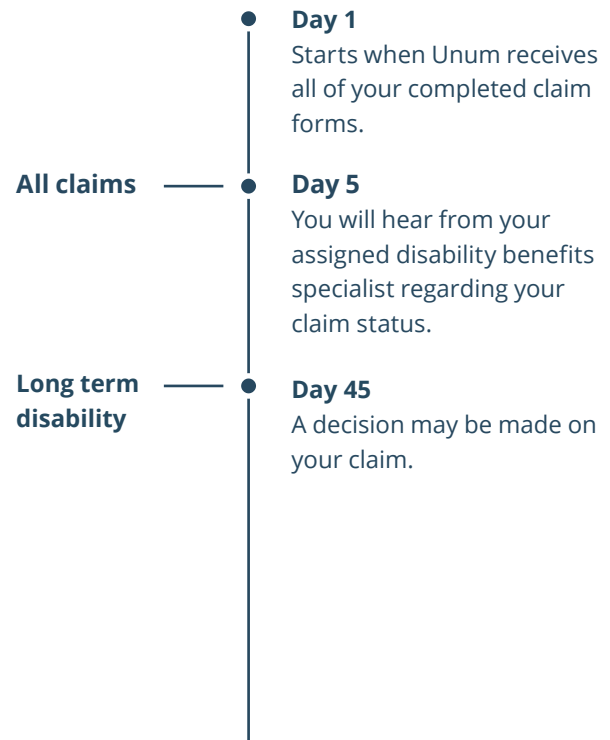 Day 1
Starts when Unum receives
all of your completed claim
forms.
All claims
Day 5
You will hear from your
assigned disability benefits
specialist regarding your
claim status.
Long term
disability
Day 45
A decision may be made on
your claim.